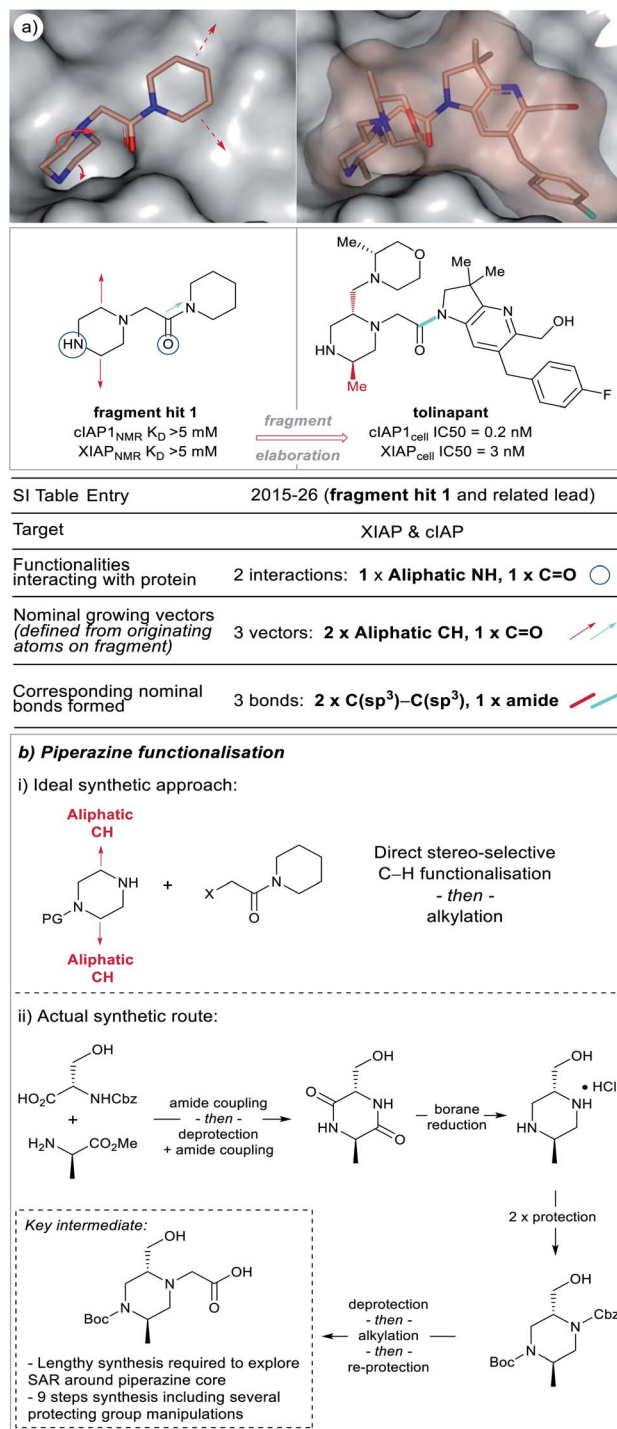 a)
N
N
O
HN
fragment hit 1
cIAP1NMR KD >5 mM
XIAPNMR KD >5 mM
fragment
elaboration
Me
O
N
Me
Me
N
N
N
OH
HN
O
Me
F
tolinapant
cIAP1cell IC50 = 0.2 nM
XIAPcell IC50 = 3 nM
SI Table Entry
2015-26 (fragment hit 1 and related lead)
Target
XIAP & cIAP
Functionalities
interacting with protein
2 interactions: 1 x Aliphatic NH, 1 x C=O
Nominal growing vectors
(defined from originating
atoms on fragment)
3 vectors: 2 x Aliphatic CH, 1 x C=O
Corresponding nominal
bonds formed
3 bonds: 2 x C(sp³)–C(sp³), 1 x amide
b) Piperazine functionalisation
i) Ideal synthetic approach:
Aliphatic
CH
NH
N
PG
Aliphatic
CH
+
X
N
O
Direct stereo-selective
C–H functionalisation
- then -
alkylation
ii) Actual synthetic route:
OH
HO2C
NHCbz
+
H2N
CO2Me
amide coupling
- then -
deprotection
+ amide coupling
OH
O
NH
HN
O
borane
reduction
OH
• HCl
NH
HN
2 x protection
OH
Cbz
N
N
Boc
deprotection
- then -
alkylation
- then -
re-protection
Key intermediate:
OH
N
OH
N
O
Boc
- Lengthy synthesis required to explore
SAR around piperazine core
- 9 steps synthesis including several
protecting group manipulations